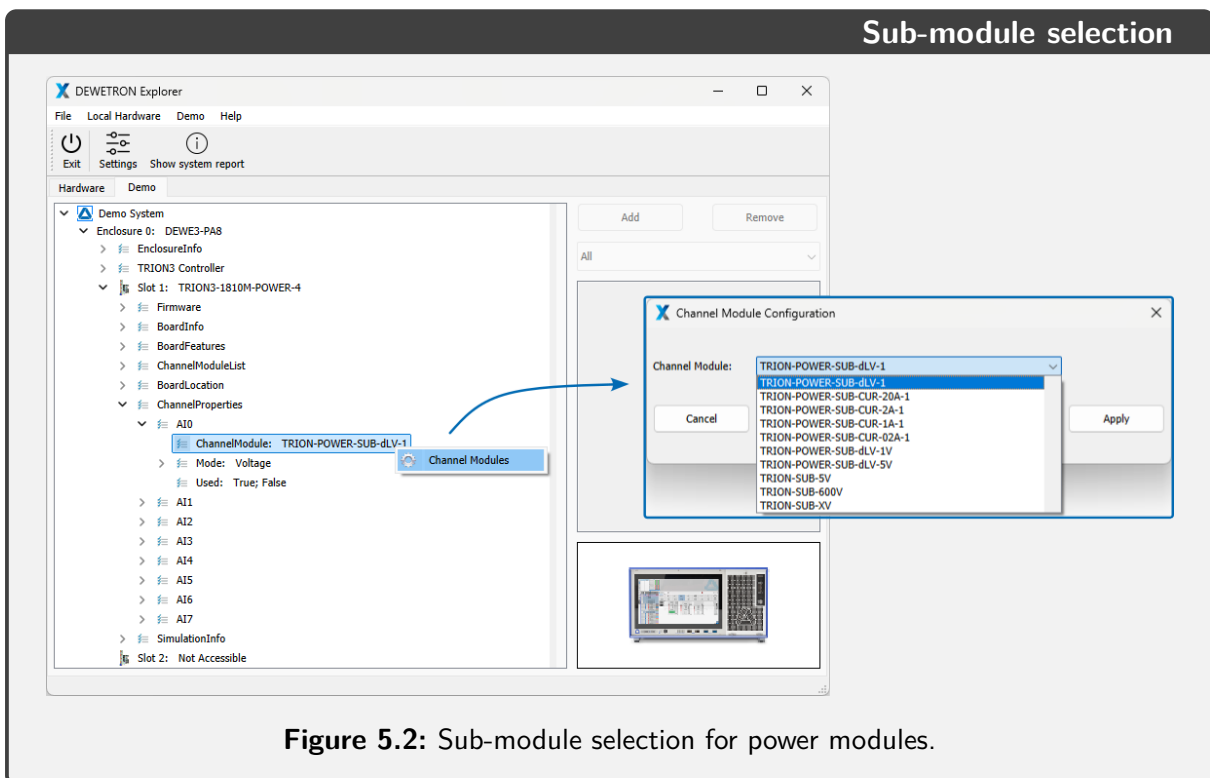 Sub-module selection
DEWETRON Explorer
File Local Hardware Demo Help
Exit Settings Show system report
Hardware Demo
Demo System
Enclosure 0: DEWE3-PA8
EnclosureInfo
TRION3 Controller
Slot 1: TRION3-1810M-POWER-4
Firmware
BoardInfo
BoardFeatures
ChannelModuleList
BoardLocation
ChannelProperties
AI0
ChannelModule: TRION-POWER-SUB-dLV-1
Mode: Voltage
Used: True; False
AI1
AI2
AI3
AI4
AI5
AI6
AI7
SimulationInfo
Slot 2: Not Accessible
Channel Modules
Add Remove
All
Channel Module Configuration
Channel Module: TRION-POWER-SUB-dLV-1
TRION-POWER-SUB-dLV-1
TRION-POWER-SUB-CUR-20A-1
TRION-POWER-SUB-CUR-2A-1
TRION-POWER-SUB-CUR-1A-1
TRION-POWER-SUB-CUR-02A-1
TRION-POWER-SUB-dLV-1V
TRION-POWER-SUB-dLV-5V
TRION-SUB-5V
TRION-SUB-600V
TRION-SUB-XV
Cancel Apply
Figure 5.2: Sub-module selection for power modules.